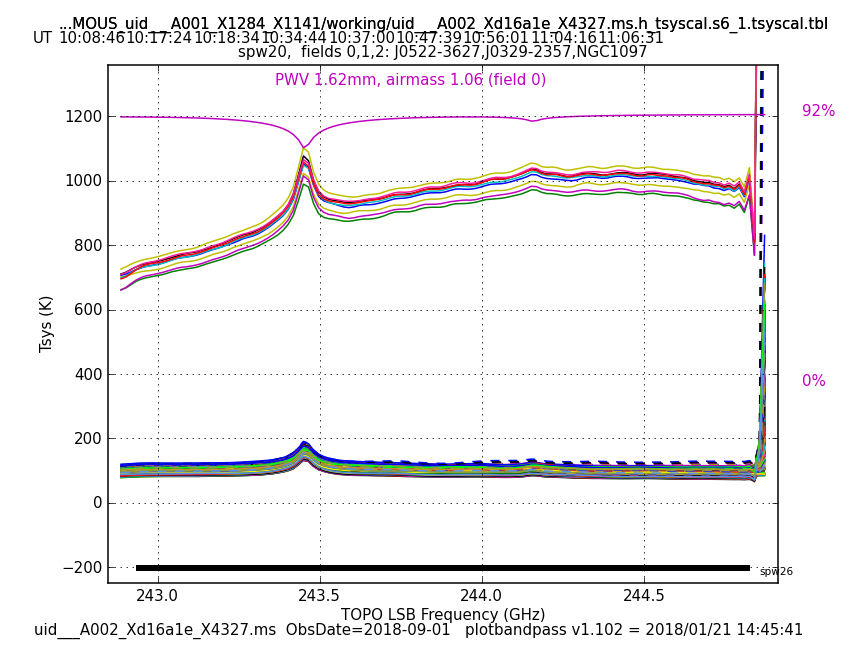 ...MOUS_uid___A001_X1284_X1141/working/uid___A002_Xd16a1e_X4327.ms.h_tsyscal.s6_1.tsyscal.tbl
UT 10:08:46 10:17:24 10:18:34 10:34:44 10:37:00 10:47:39 10:56:01 11:04:16 11:06:31
spw20, fields 0,1,2: J0522-3627,J0329-2357,NGC1097
PWV 1.62mm, airmass 1.06 (field 0)
1200
1000
800
600
400
200
0
−200
Tsys (K)
92%
0%
spw26
243.0 243.5 244.0 244.5
TOPO LSB Frequency (GHz)
uid___A002_Xd16a1e_X4327.ms ObsDate=2018-09-01 plotbandpass v1.102 = 2018/01/21 14:45:41